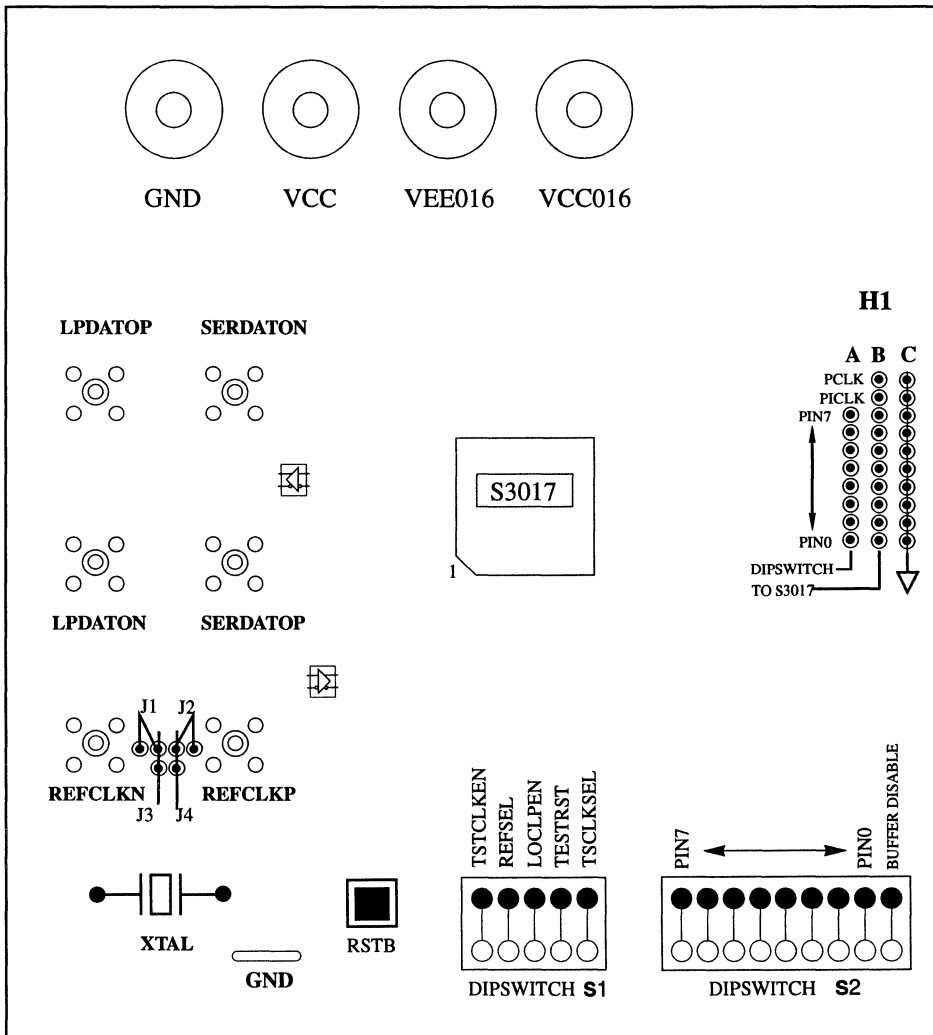 GND VCC VEE016 VCC016
H1
LPDATOP SERDATON
A B C
PCLK
PICLK
PIN7
S3017
PIN0
1
DIPSWITCH
TO S3017
LPDATON SERDATOP
J1 J2
REFCLKN REFCLKP
J3 J4
TSTCLKEN
REFSEL
LOCLPEN
TESTRST
TSCLKSEL
PIN7
PIN0
BUFFER DISABLE
XTAL
RSTB
GND
DIPSWITCH S1
DIPSWITCH S2